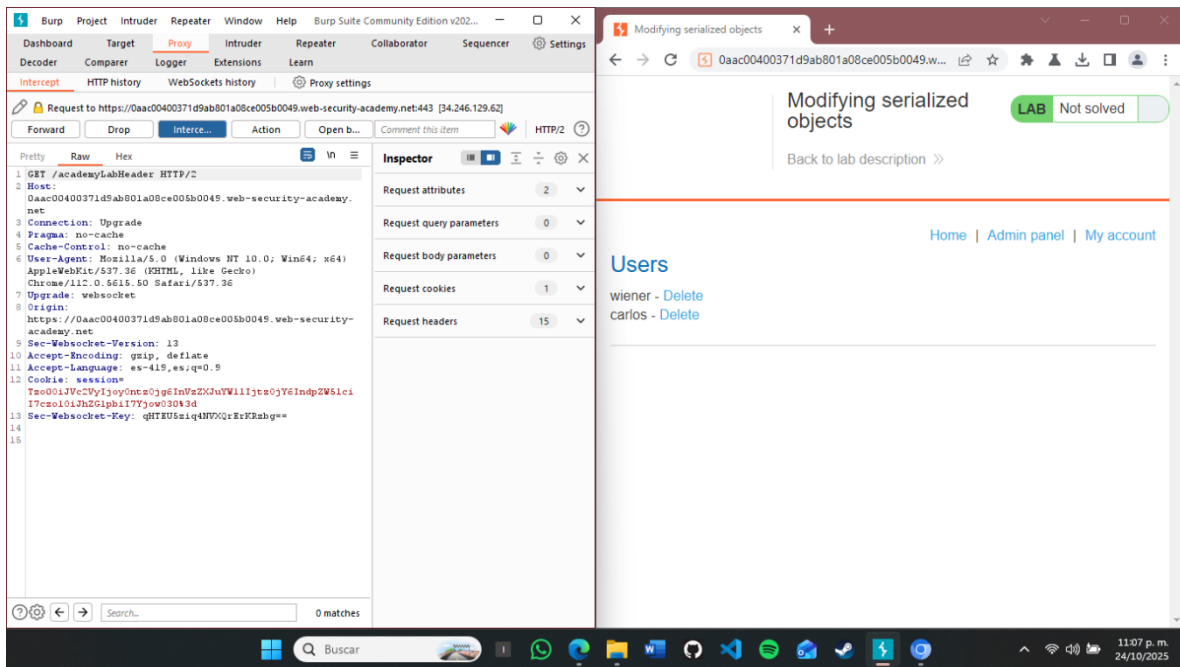 Burp Project Intruder Repeater Window Help Burp Suite Community Edition v202...
Dashboard Target Proxy Intruder Repeater Collaborator Sequencer Settings
Decoder Comparer Logger Extensions Learn
Intercept HTTP history WebSockets history Proxy settings
Request to https://0aac00400371d9ab801a08ce005b0049.web-security-academy.net:443 [34.246.129.62]
Forward Drop Interce... Action Open b... Comment this item HTTP/2 ?
Pretty Raw Hex \n
1 GET /academyLabHeader HTTP/2
2 Host:
0aac00400371d9ab801a08ce005b0049.web-security-academy.
net
3 Connection: Upgrade
4 Pragma: no-cache
5 Cache-Control: no-cache
6 User-Agent: Mozilla/5.0 (Windows NT 10.0; Win64; x64)
AppleWebKit/537.36 (KHTML, like Gecko)
Chrome/112.0.5615.50 Safari/537.36
7 Upgrade: websocket
8 Origin:
https://0aac00400371d9ab801a08ce005b0049.web-security-
academy.net
9 Sec-Websocket-Version: 13
10 Accept-Encoding: gzip, deflate
11 Accept-Language: es-419,es;q=0.9
12 Cookie: session=
Tzo0OiJVc2VyIjoyOntzOjg6InVzZXJuYW1lIjtzOjY6IndpZW5lci
I7czo1OiJhZG1pbiI7YjowO30%3d
13 Sec-Websocket-Key: qHTEU5ziq4NVXQrErKRzbg==
14
15
Inspector
Request attributes 2
Request query parameters 0
Request body parameters 0
Request cookies 1
Request headers 15
? Search... 0 matches
Modifying serialized objects
0aac00400371d9ab801a08ce005b0049.w...
Modifying serialized
objects
LAB Not solved
Back to lab description
Home | Admin panel | My account
Users
wiener - Delete
carlos - Delete
Buscar
11:07 p. m.
24/10/2025